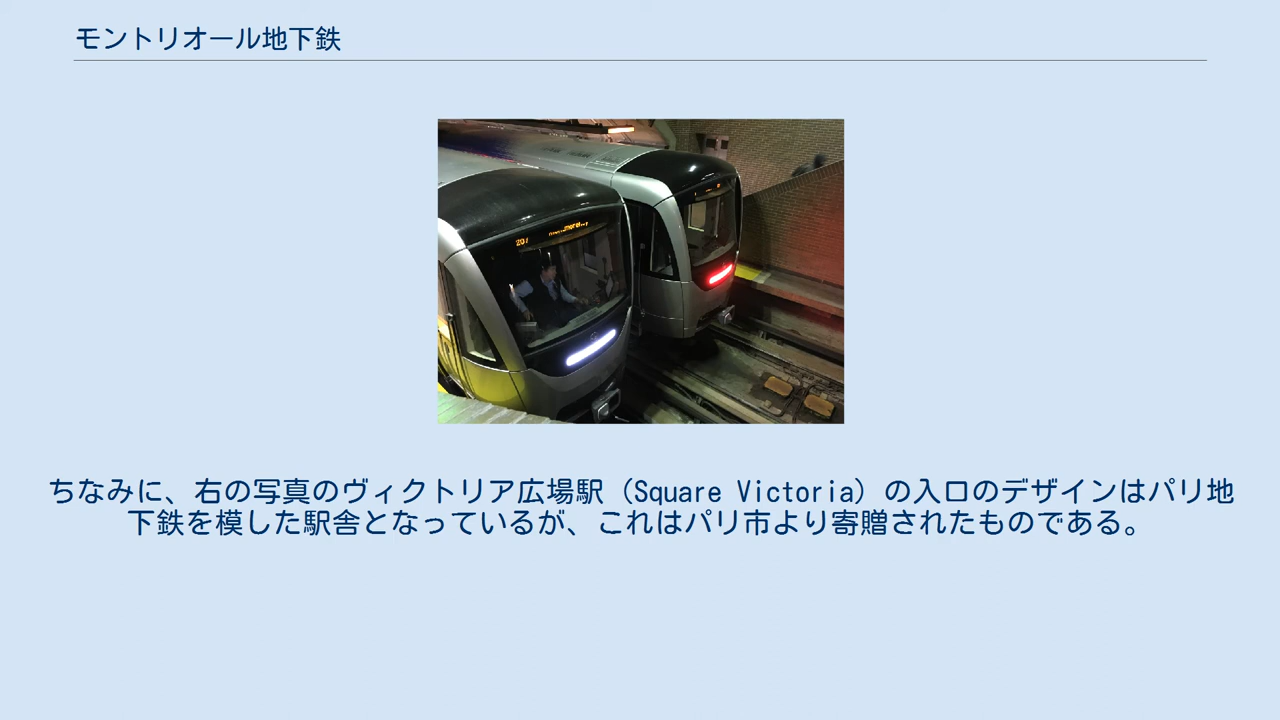 モントリオール地下鉄
ちなみに、右の写真のヴィクトリア広場駅（Square Victoria）の入口のデザインはパリ地
下鉄を模した駅舎となっているが、これはパリ市より寄贈されたものである。